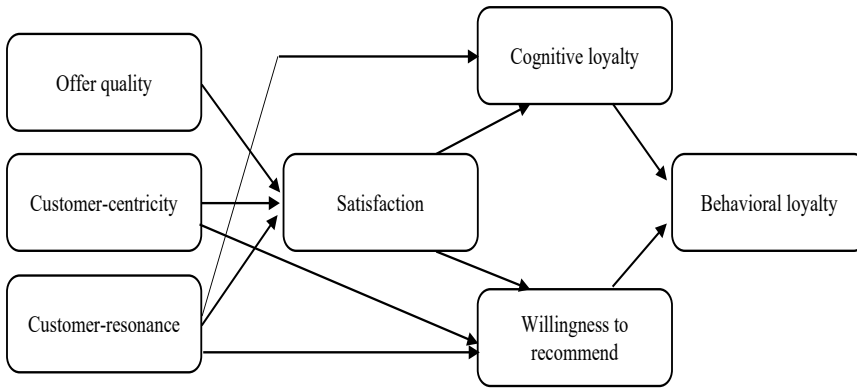 Offer quality
Customer-centricity
Customer-resonance
Satisfaction
Cognitive loyalty
Willingness to
recommend
Behavioral loyalty